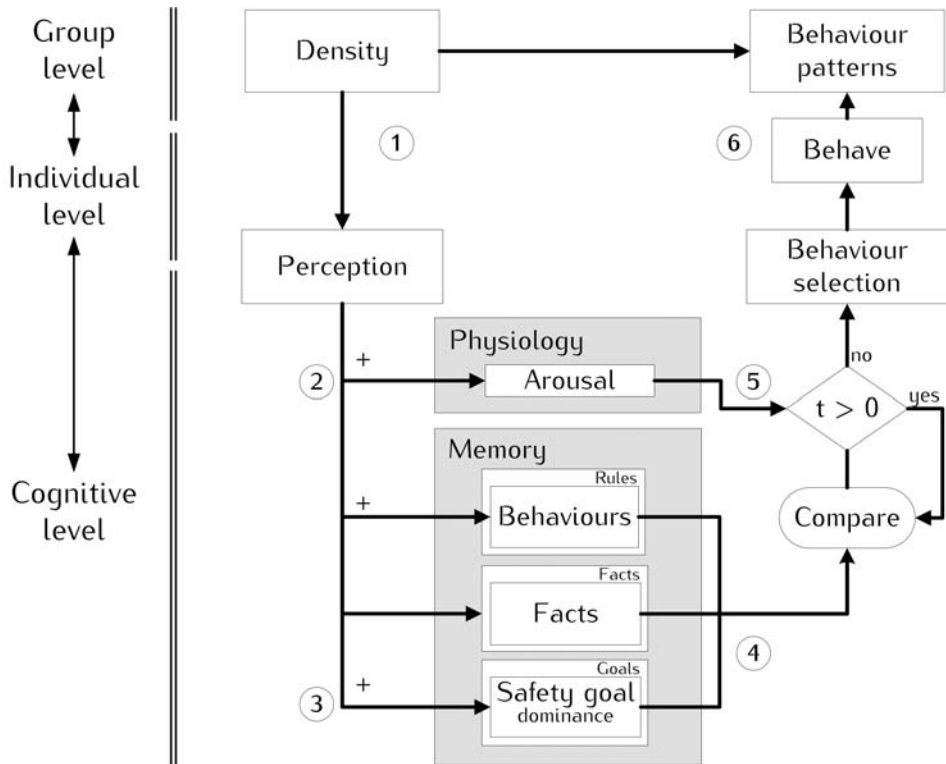 Group
level
Individual
level
Cognitive
level
Density
Behaviour
patterns
1
6
Behave
Perception
Behaviour
selection
Physiology
no
+
2
Arousal
5
t > 0
yes
Memory
Rules
+
Behaviours
Compare
Facts
Facts
4
Goals
+
3
Safety goal
dominance